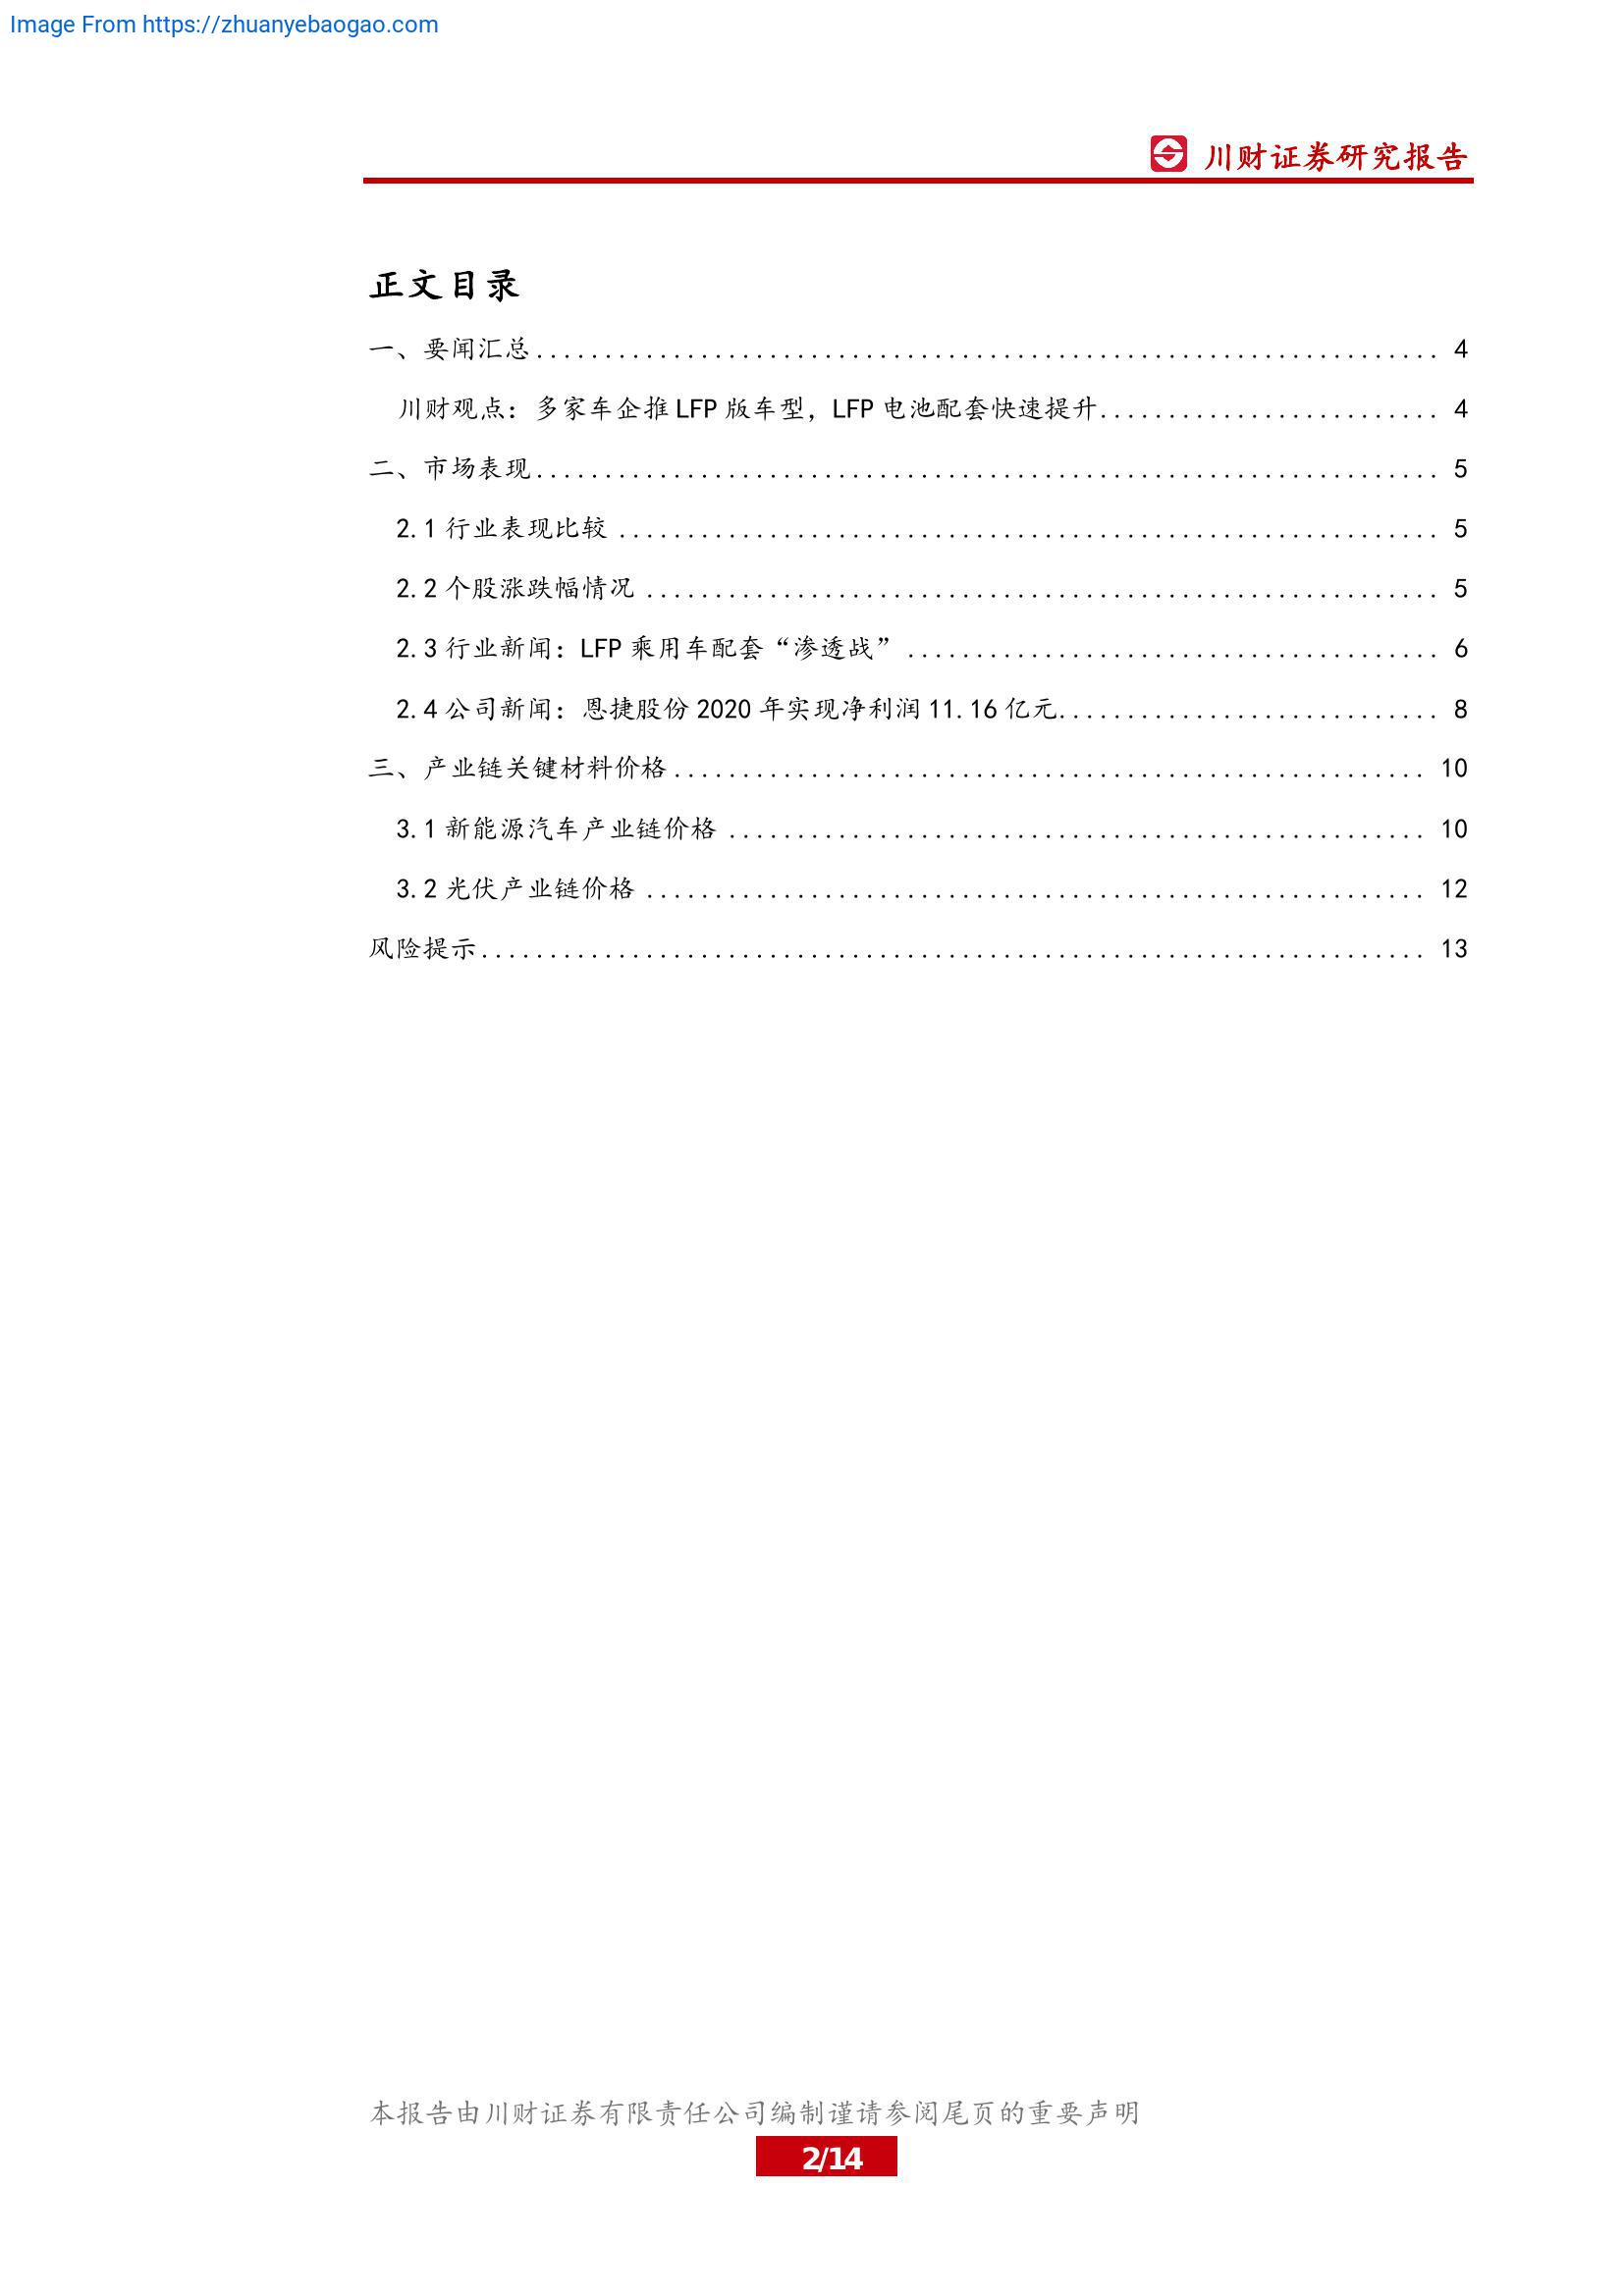 Image From https://zhuanyebaogao.com
川财证券研究报告
正文目录
一、要闻汇总.................................................................. 4
川财观点：多家车企推 LFP 版车型，LFP 电池配套快速提升......................... 4
二、市场表现.................................................................. 5
2.1 行业表现比较 ............................................................ 5
2.2 个股涨跌幅情况 .......................................................... 5
2.3 行业新闻：LFP 乘用车配套“渗透战” ....................................... 6
2.4 公司新闻：恩捷股份 2020 年实现净利润 11.16 亿元............................ 8
三、产业链关键材料价格....................................................... 10
3.1 新能源汽车产业链价格 ................................................... 10
3.2 光伏产业链价格 ......................................................... 12
风险提示..................................................................... 13
本报告由川财证券有限责任公司编制谨请参阅尾页的重要声明
2/14